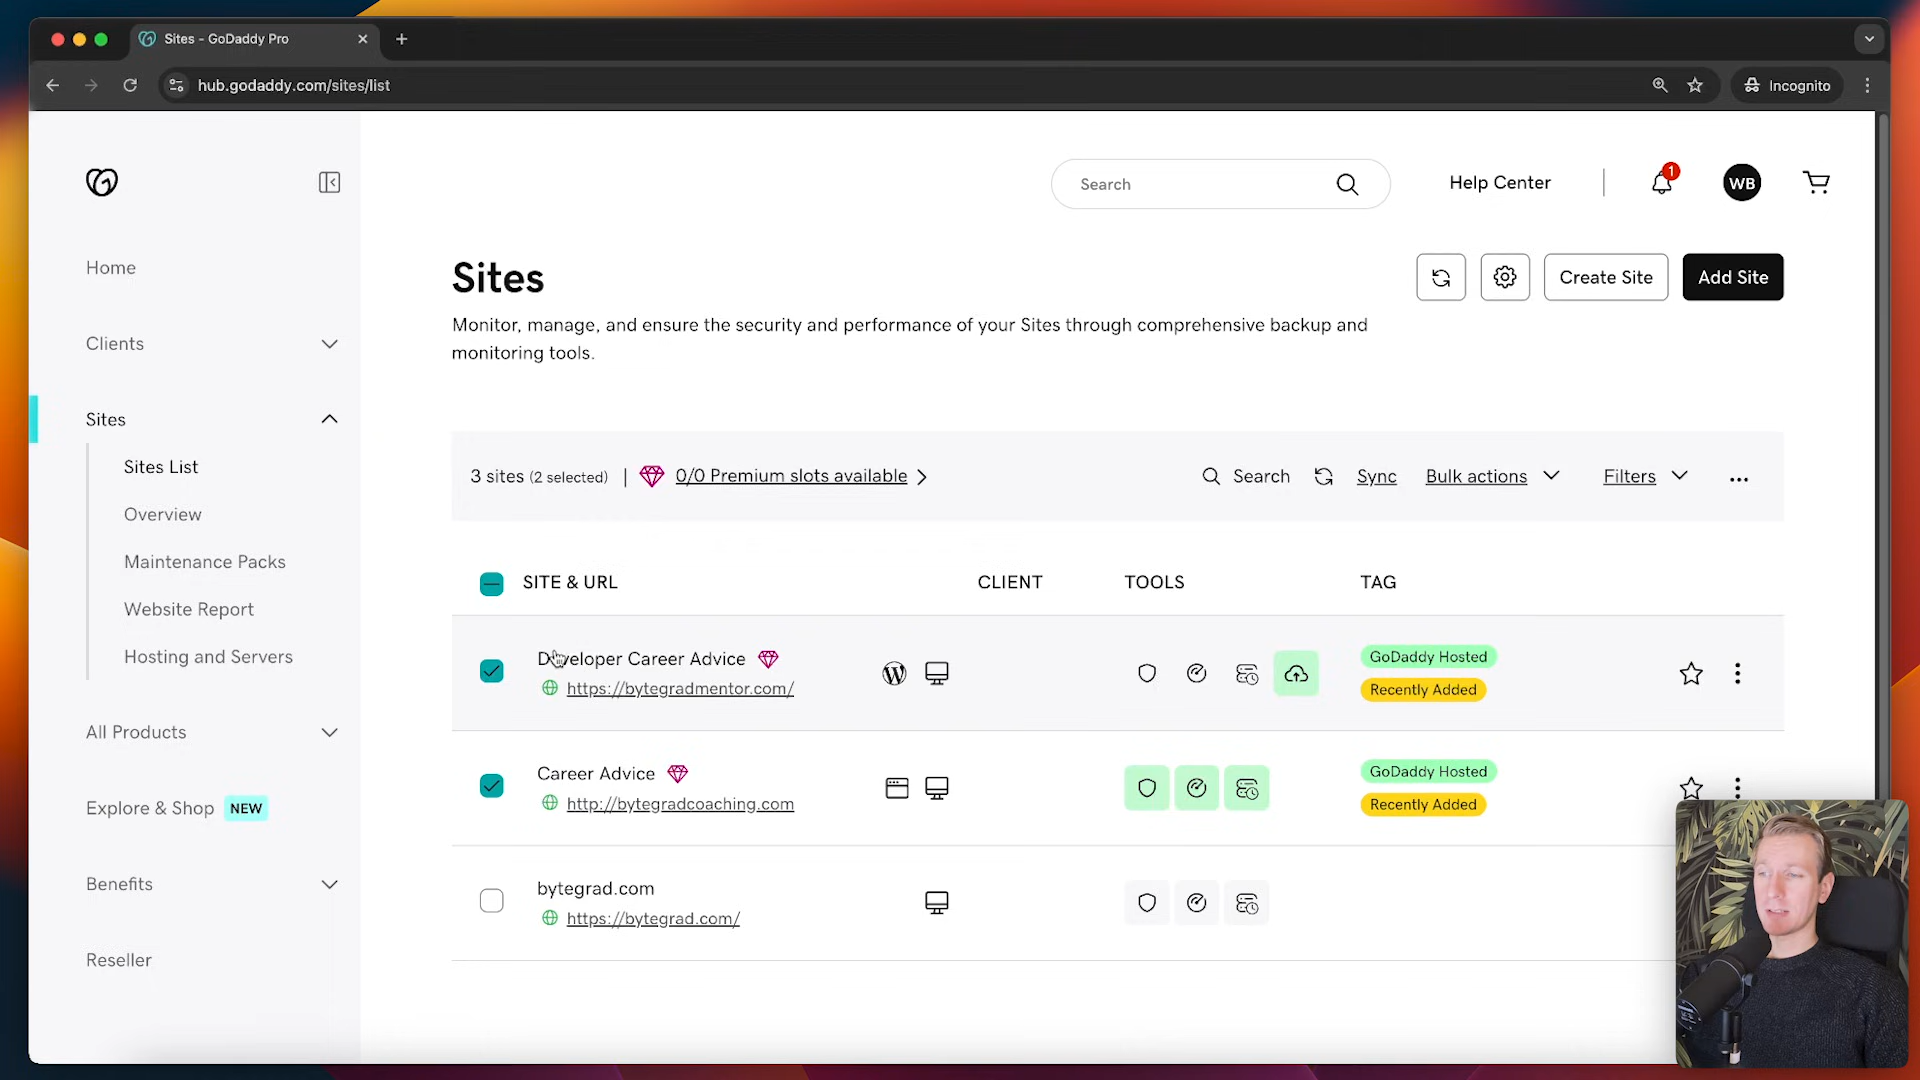 Sites - GoDaddy Pro
hub.godaddy.com/sites/list
Incognito
Search
Help Center
1
WB
Home
Clients
Sites
Sites List
Overview
Maintenance Packs
Website Report
Hosting and Servers
All Products
Explore & Shop NEW
Benefits
Reseller
Sites
Create Site
Add Site
Monitor, manage, and ensure the security and performance of your Sites through comprehensive backup and
monitoring tools.
3 sites (2 selected) | 0/0 Premium slots available
Search
Sync
Bulk actions
Filters
SITE & URL
CLIENT
TOOLS
TAG
Developer Career Advice
https://bytegradmentor.com/
GoDaddy Hosted
Recently Added
Career Advice
http://bytegradcoaching.com
GoDaddy Hosted
Recently Added
bytegrad.com
https://bytegrad.com/